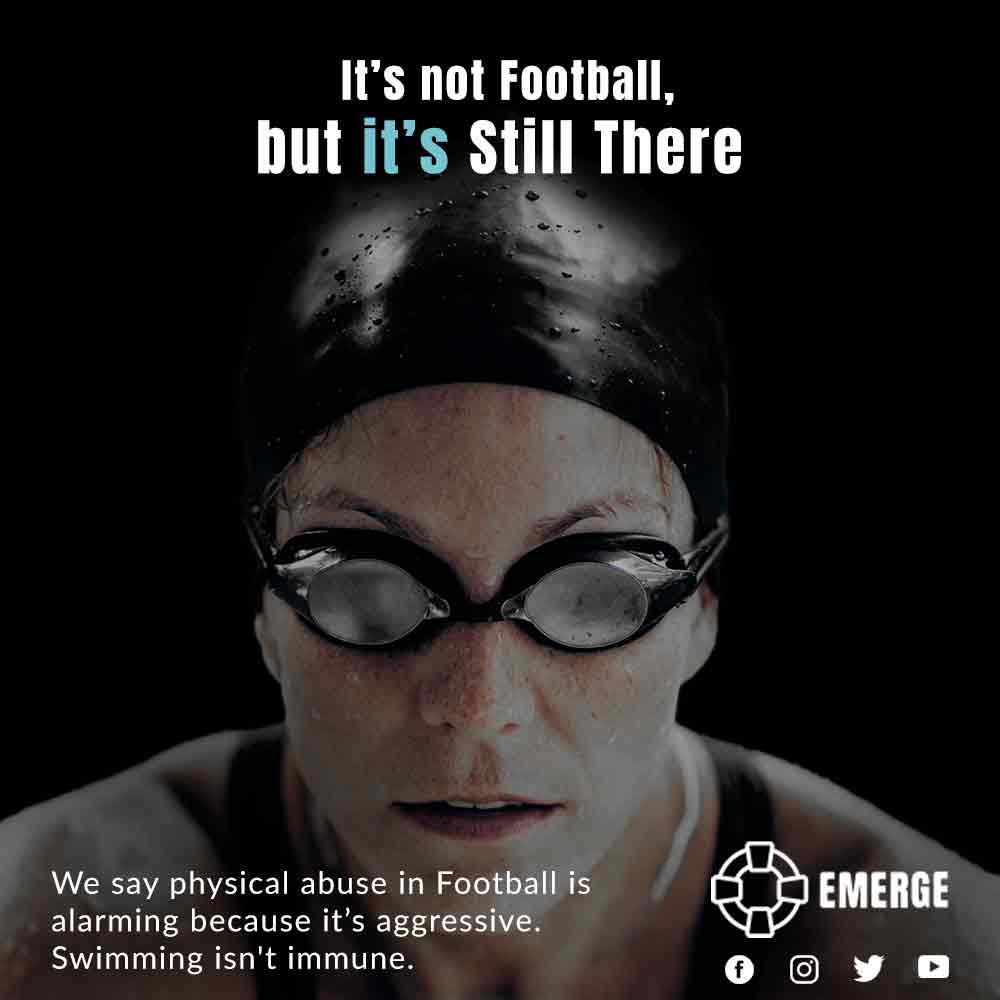 It’s not Football,
but it’s Still There
We say physical abuse in Football is
alarming because it’s aggressive.
Swimming isn't immune.
EMERGE